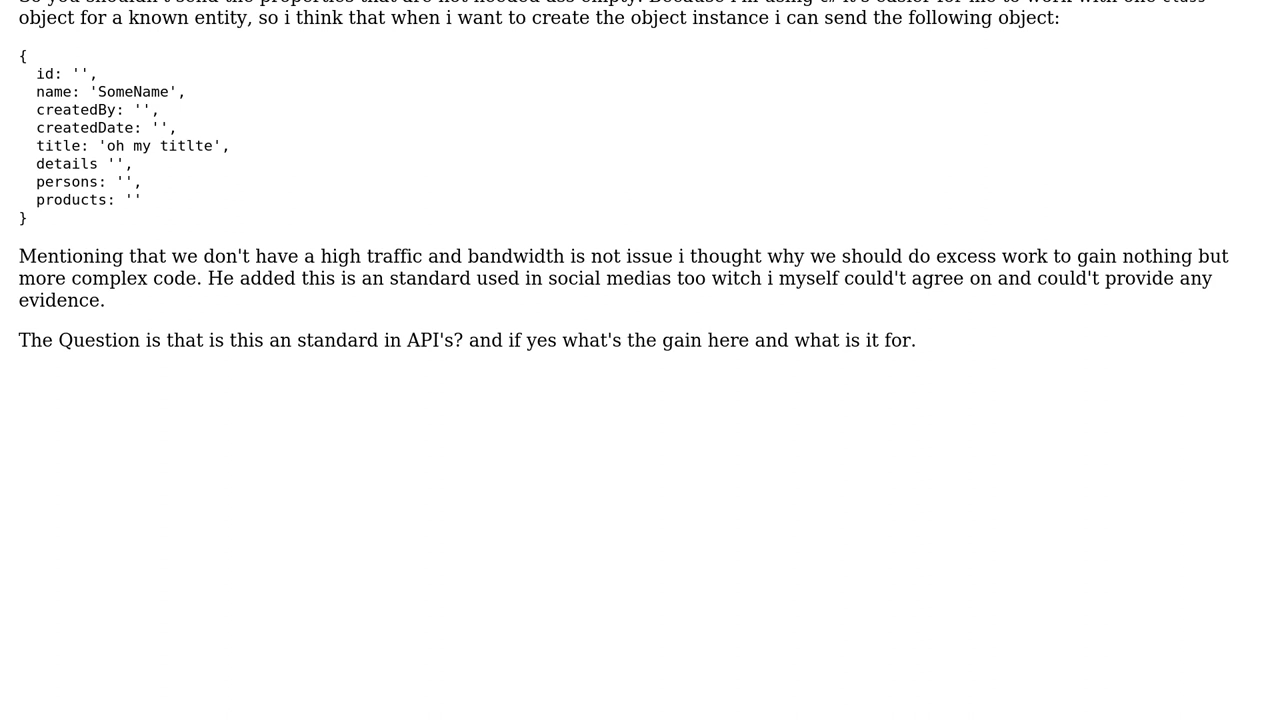 object for a known entity, so i think that when i want to create the object instance i can send the following object:
{
  id: '',
  name: 'SomeName',
  createdBy: '',
  createdDate: '',
  title: 'oh my titlte',
  details '',
  persons: '',
  products: ''
}
Mentioning that we don't have a high traffic and bandwidth is not issue i thought why we should do excess work to gain nothing but
more complex code. He added this is an standard used in social medias too witch i myself could't agree on and could't provide any
evidence.
The Question is that is this an standard in API's? and if yes what's the gain here and what is it for.